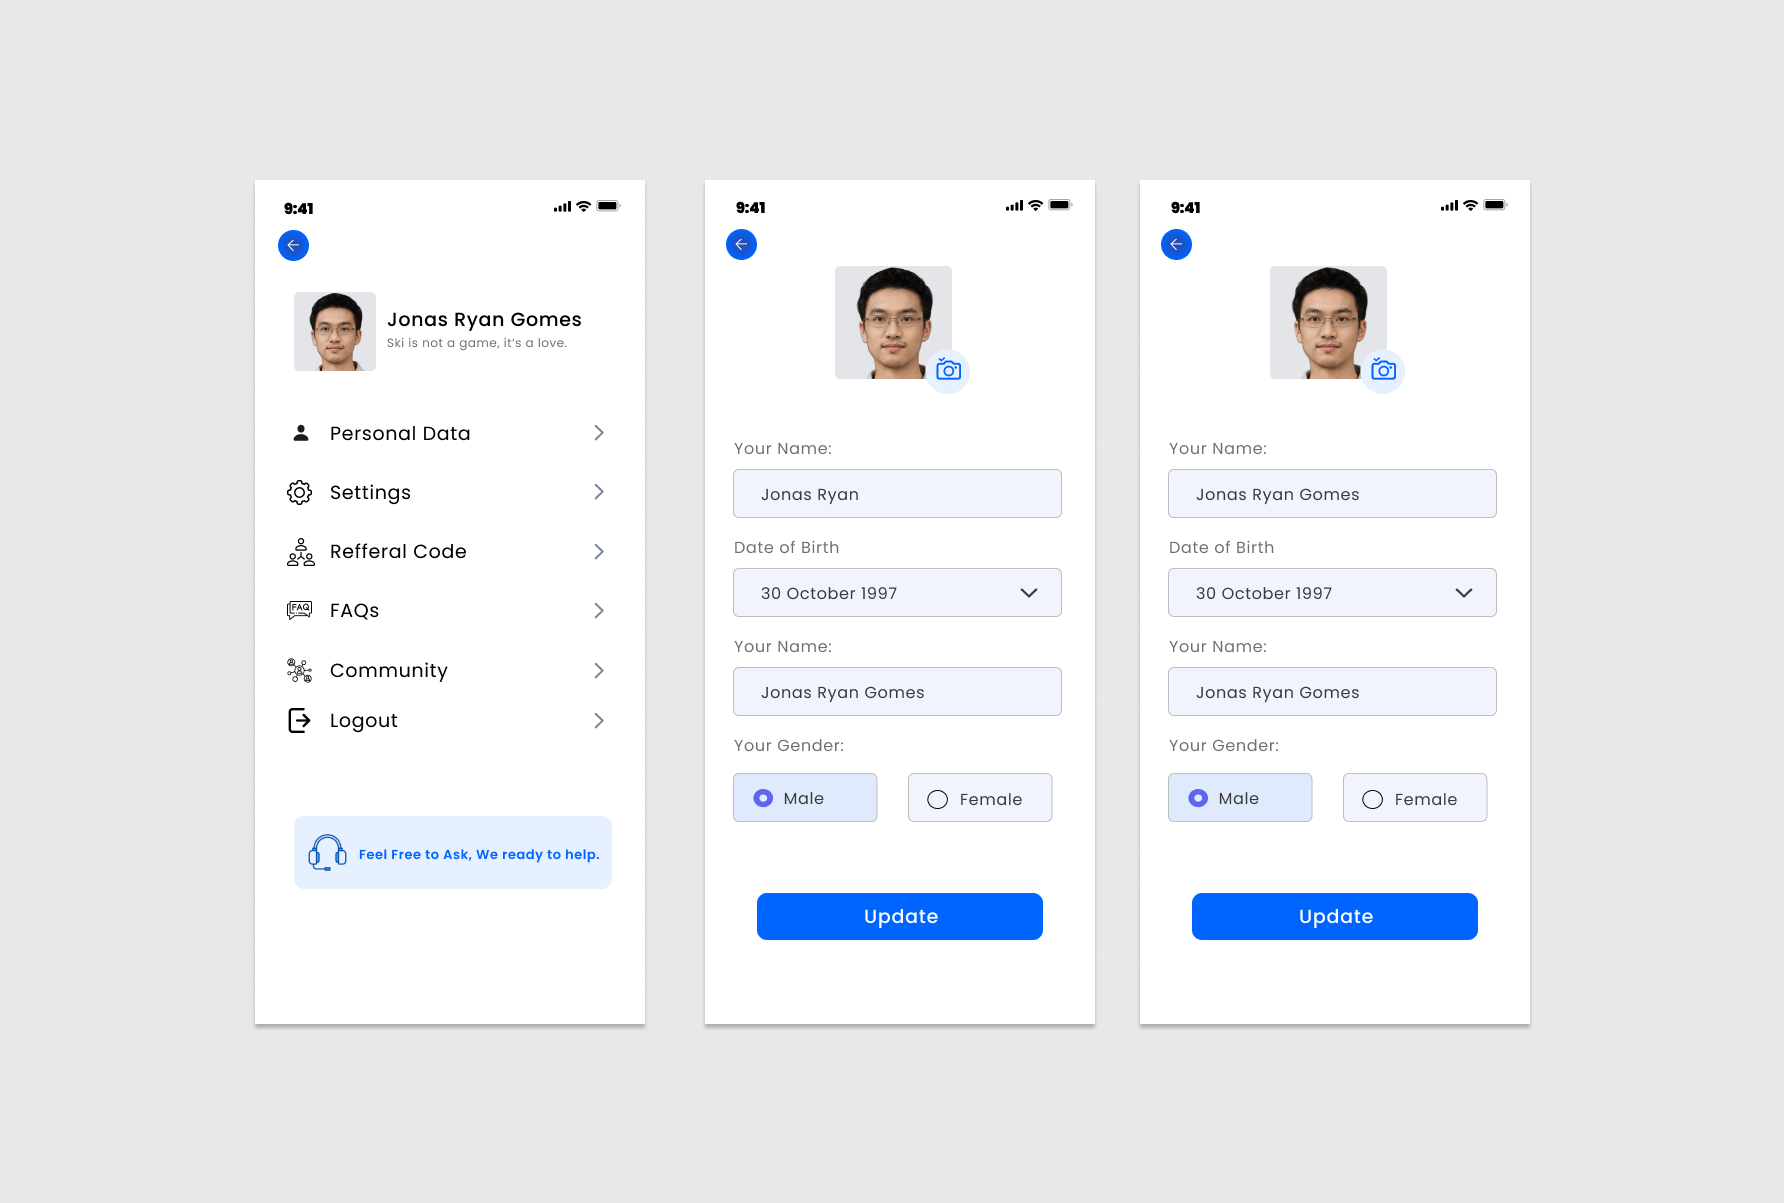 9:41
Jonas Ryan Gomes
Ski is not a game, it's a love.
Personal Data
Settings
Refferal Code
FAQ
FAQs
Community
Logout
Feel Free to Ask, We ready to help.
9:41
Your Name:
Jonas Ryan
Date of Birth
30 October 1997
Your Name:
Jonas Ryan Gomes
Your Gender:
Male
Female
Update
9:41
Your Name:
Jonas Ryan Gomes
Date of Birth
30 October 1997
Your Name:
Jonas Ryan Gomes
Your Gender:
Male
Female
Update